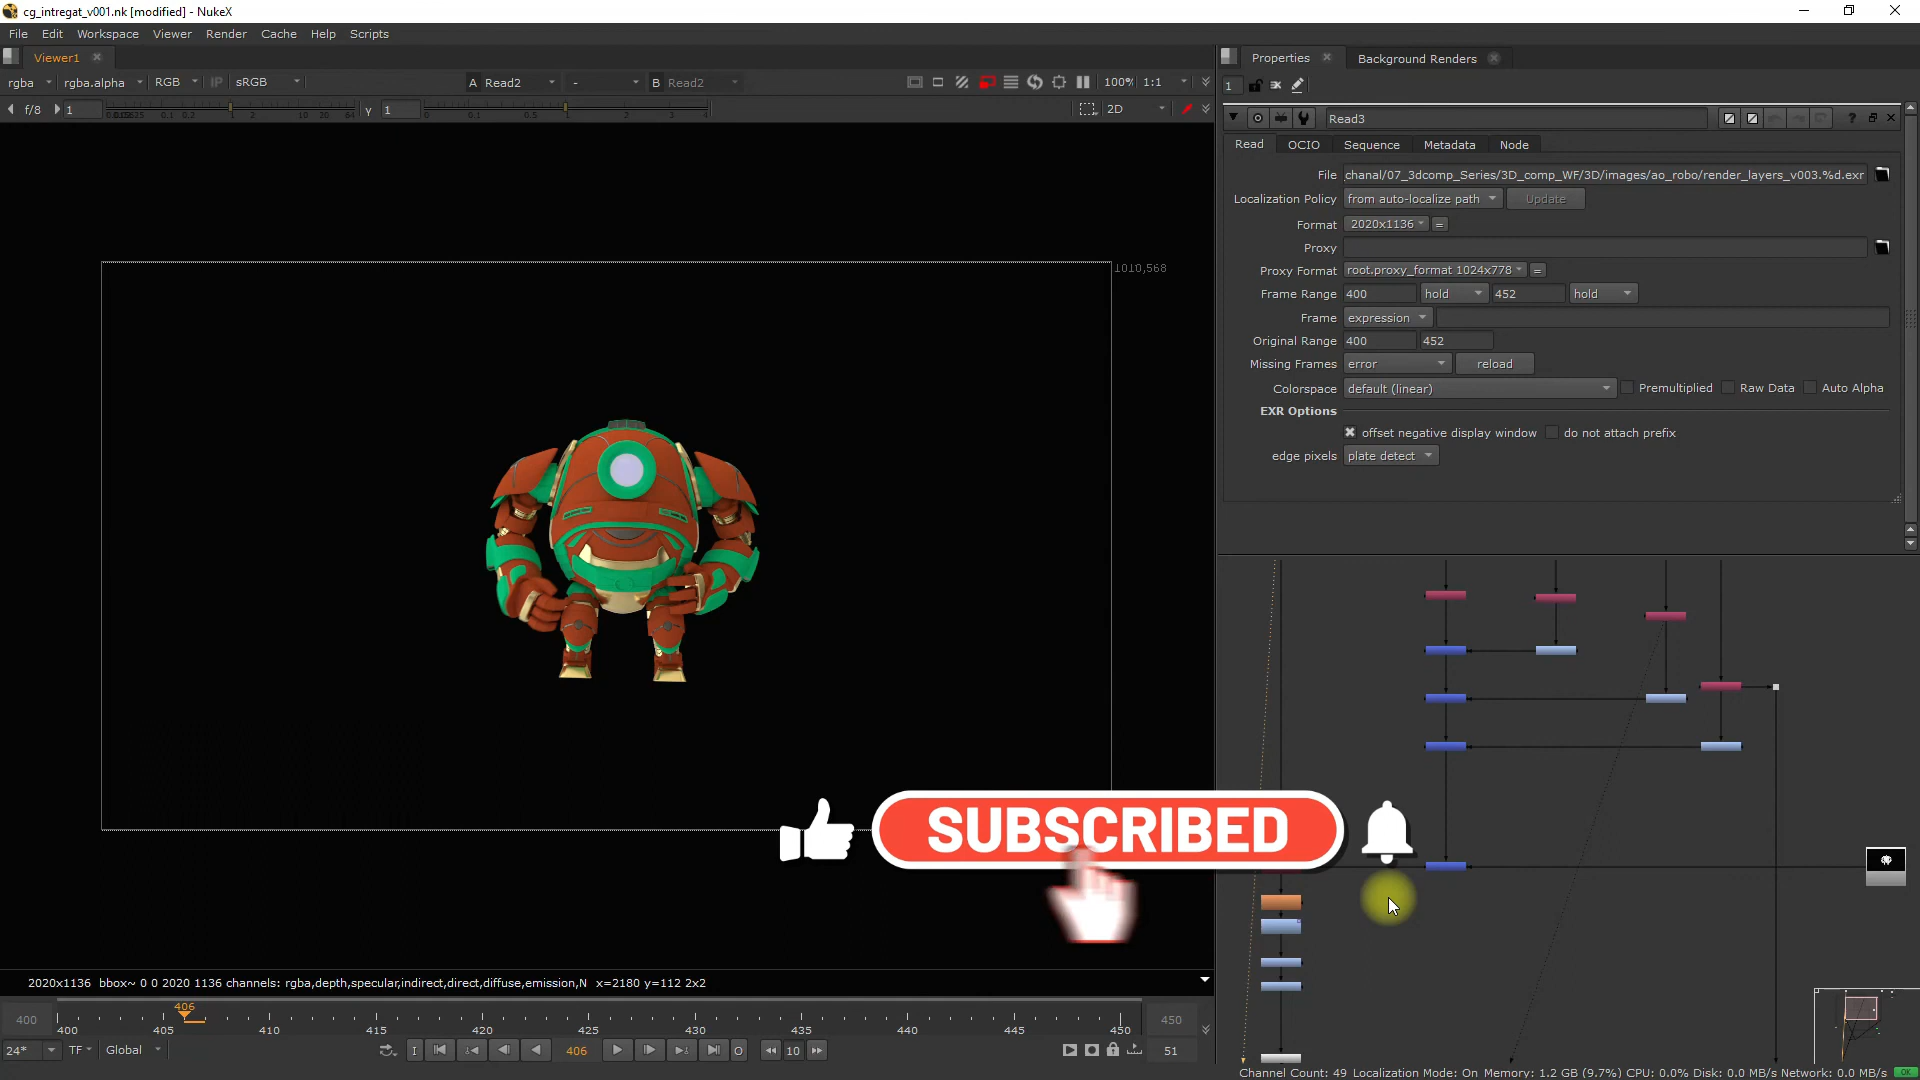 cg_intregat_v001.nk [modified] - NukeX
File Edit Workspace Viewer Render Cache Help Scripts
Viewer1
rgba rgba.alpha RGB IP sRGB A Read2 - B Read2 100% 1:1
f/8 1 Y 1 2D
1010,568
2020x1136 bbox~ 0 0 2020 1136 channels: rgba,depth,specular,indirect,direct,diffuse,emission,N x=2180 y=112 2x2
406
400 400 405 410 415 420 425 430 435 440 445 450 450
24* TF Global I 406 O 10 51
Properties Background Renders
1
Read3
Read OCIO Sequence Metadata Node
File chanal/07_3dcomp_Series/3D_comp_WF/3D/images/ao_robo/render_layers_v003.%d.exr
Localization Policy from auto-localize path Update
Format 2020x1136 =
Proxy
Proxy Format root.proxy_format 1024x778 =
Frame Range 400 hold 452 hold
Frame expression
Original Range 400 452
Missing Frames error reload
Colorspace default (linear) Premultiplied Raw Data Auto Alpha
EXR Options
offset negative display window do not attach prefix
edge pixels plate detect
SUBSCRIBED
Channel Count: 49 Localization Mode: On Memory: 1.2 GB (9.7%) CPU: 0.0% Disk: 0.0 MB/s Network: 0.0 MB/s OK